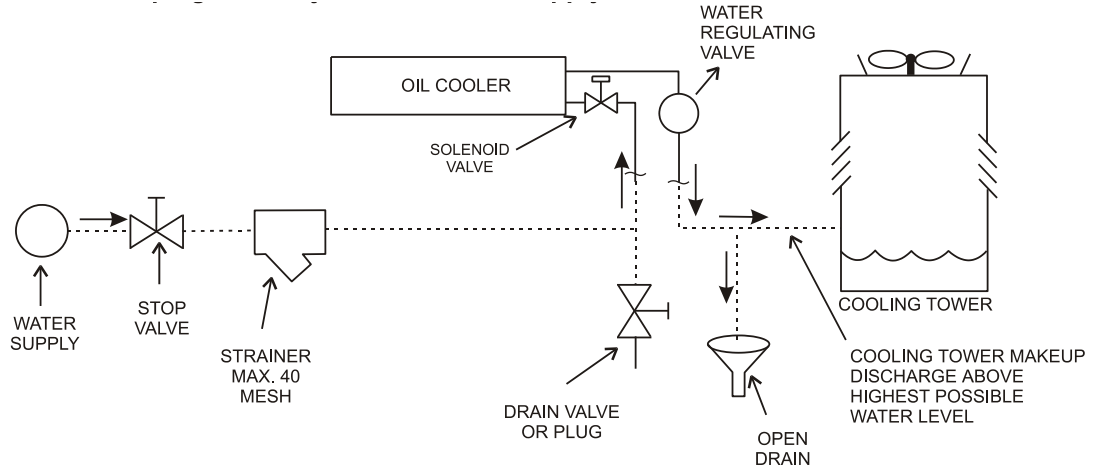 WATER
REGULATING
VALVE
OIL COOLER
SOLENOID
VALVE
WATER
SUPPLY
STOP
VALVE
STRAINER
MAX. 40
MESH
DRAIN VALVE
OR PLUG
OPEN
DRAIN
COOLING TOWER
COOLING TOWER MAKEUP
DISCHARGE ABOVE
HIGHEST POSSIBLE
WATER LEVEL